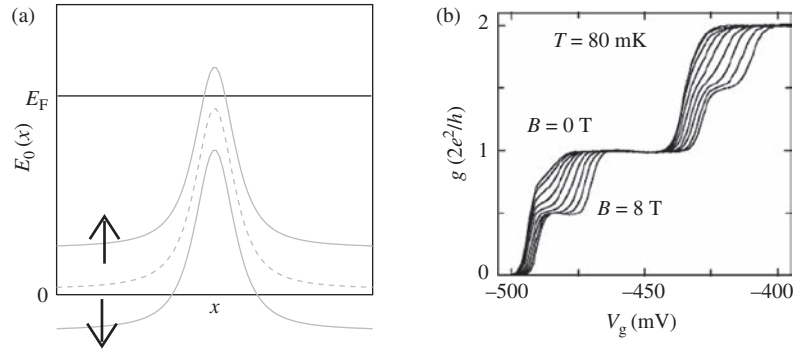 (a)
E_F
E_0(x)
0
x
(b)
2
T = 80 mK
g (2e²/h)
B = 0 T
1
B = 8 T
0
−500
−450
−400
V_g (mV)